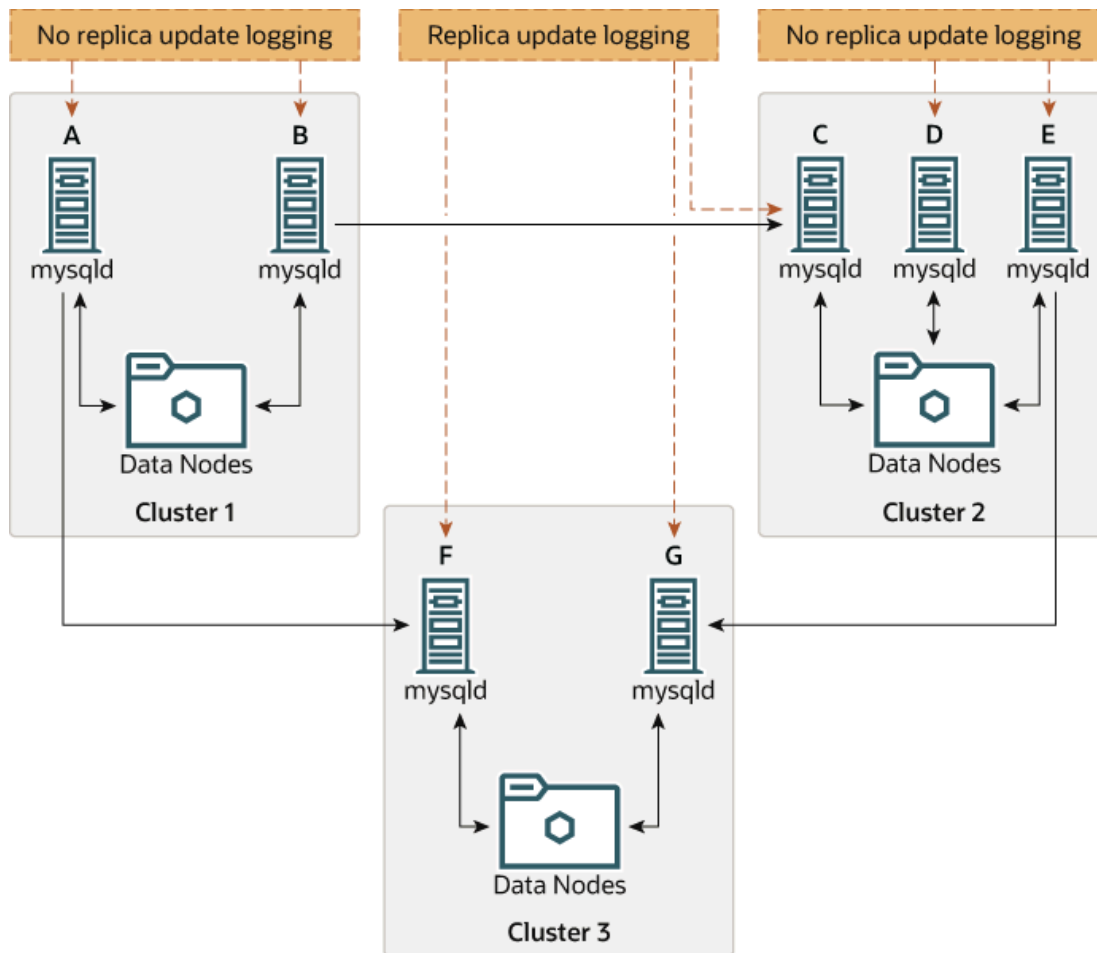 No replica update logging
Replica update logging
No replica update logging
A
B
mysqld
mysqld
Data Nodes
Cluster 1
C
D
E
mysqld
mysqld
mysqld
Data Nodes
Cluster 2
F
G
mysqld
mysqld
Data Nodes
Cluster 3